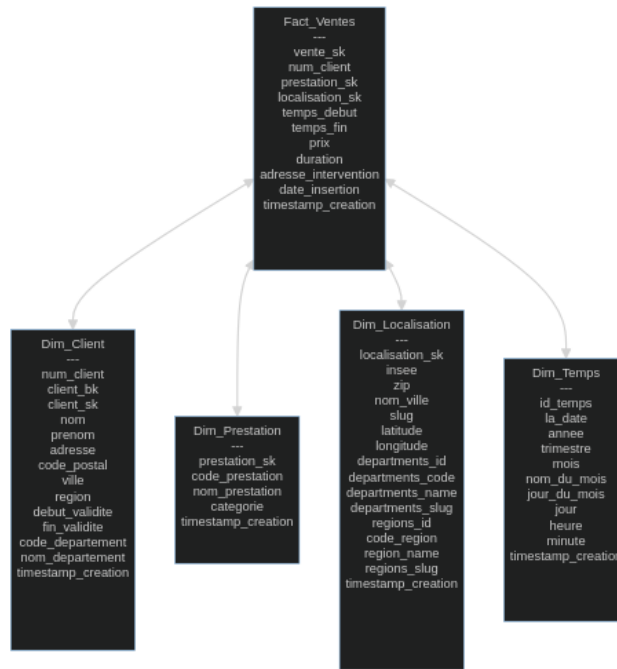 Fact_Ventes
---
vente_sk
num_client
prestation_sk
localisation_sk
temps_debut
temps_fin
prix
duration
adresse_intervention
date_insertion
timestamp_creation
Dim_Client
---
num_client
client_bk
client_sk
nom
prenom
adresse
code_postal
ville
region
debut_validite
fin_validite
code_departement
nom_departement
timestamp_creation
Dim_Prestation
---
prestation_sk
code_prestation
nom_prestation
categorie
timestamp_creation
Dim_Localisation
---
localisation_sk
insee
zip
nom_ville
slug
latitude
longitude
departments_id
departments_code
departments_name
departments_slug
regions_id
code_region
region_name
regions_slug
timestamp_creation
Dim_Temps
---
id_temps
la_date
annee
trimestre
mois
nom_du_mois
jour_du_mois
jour
heure
minute
timestamp_creation